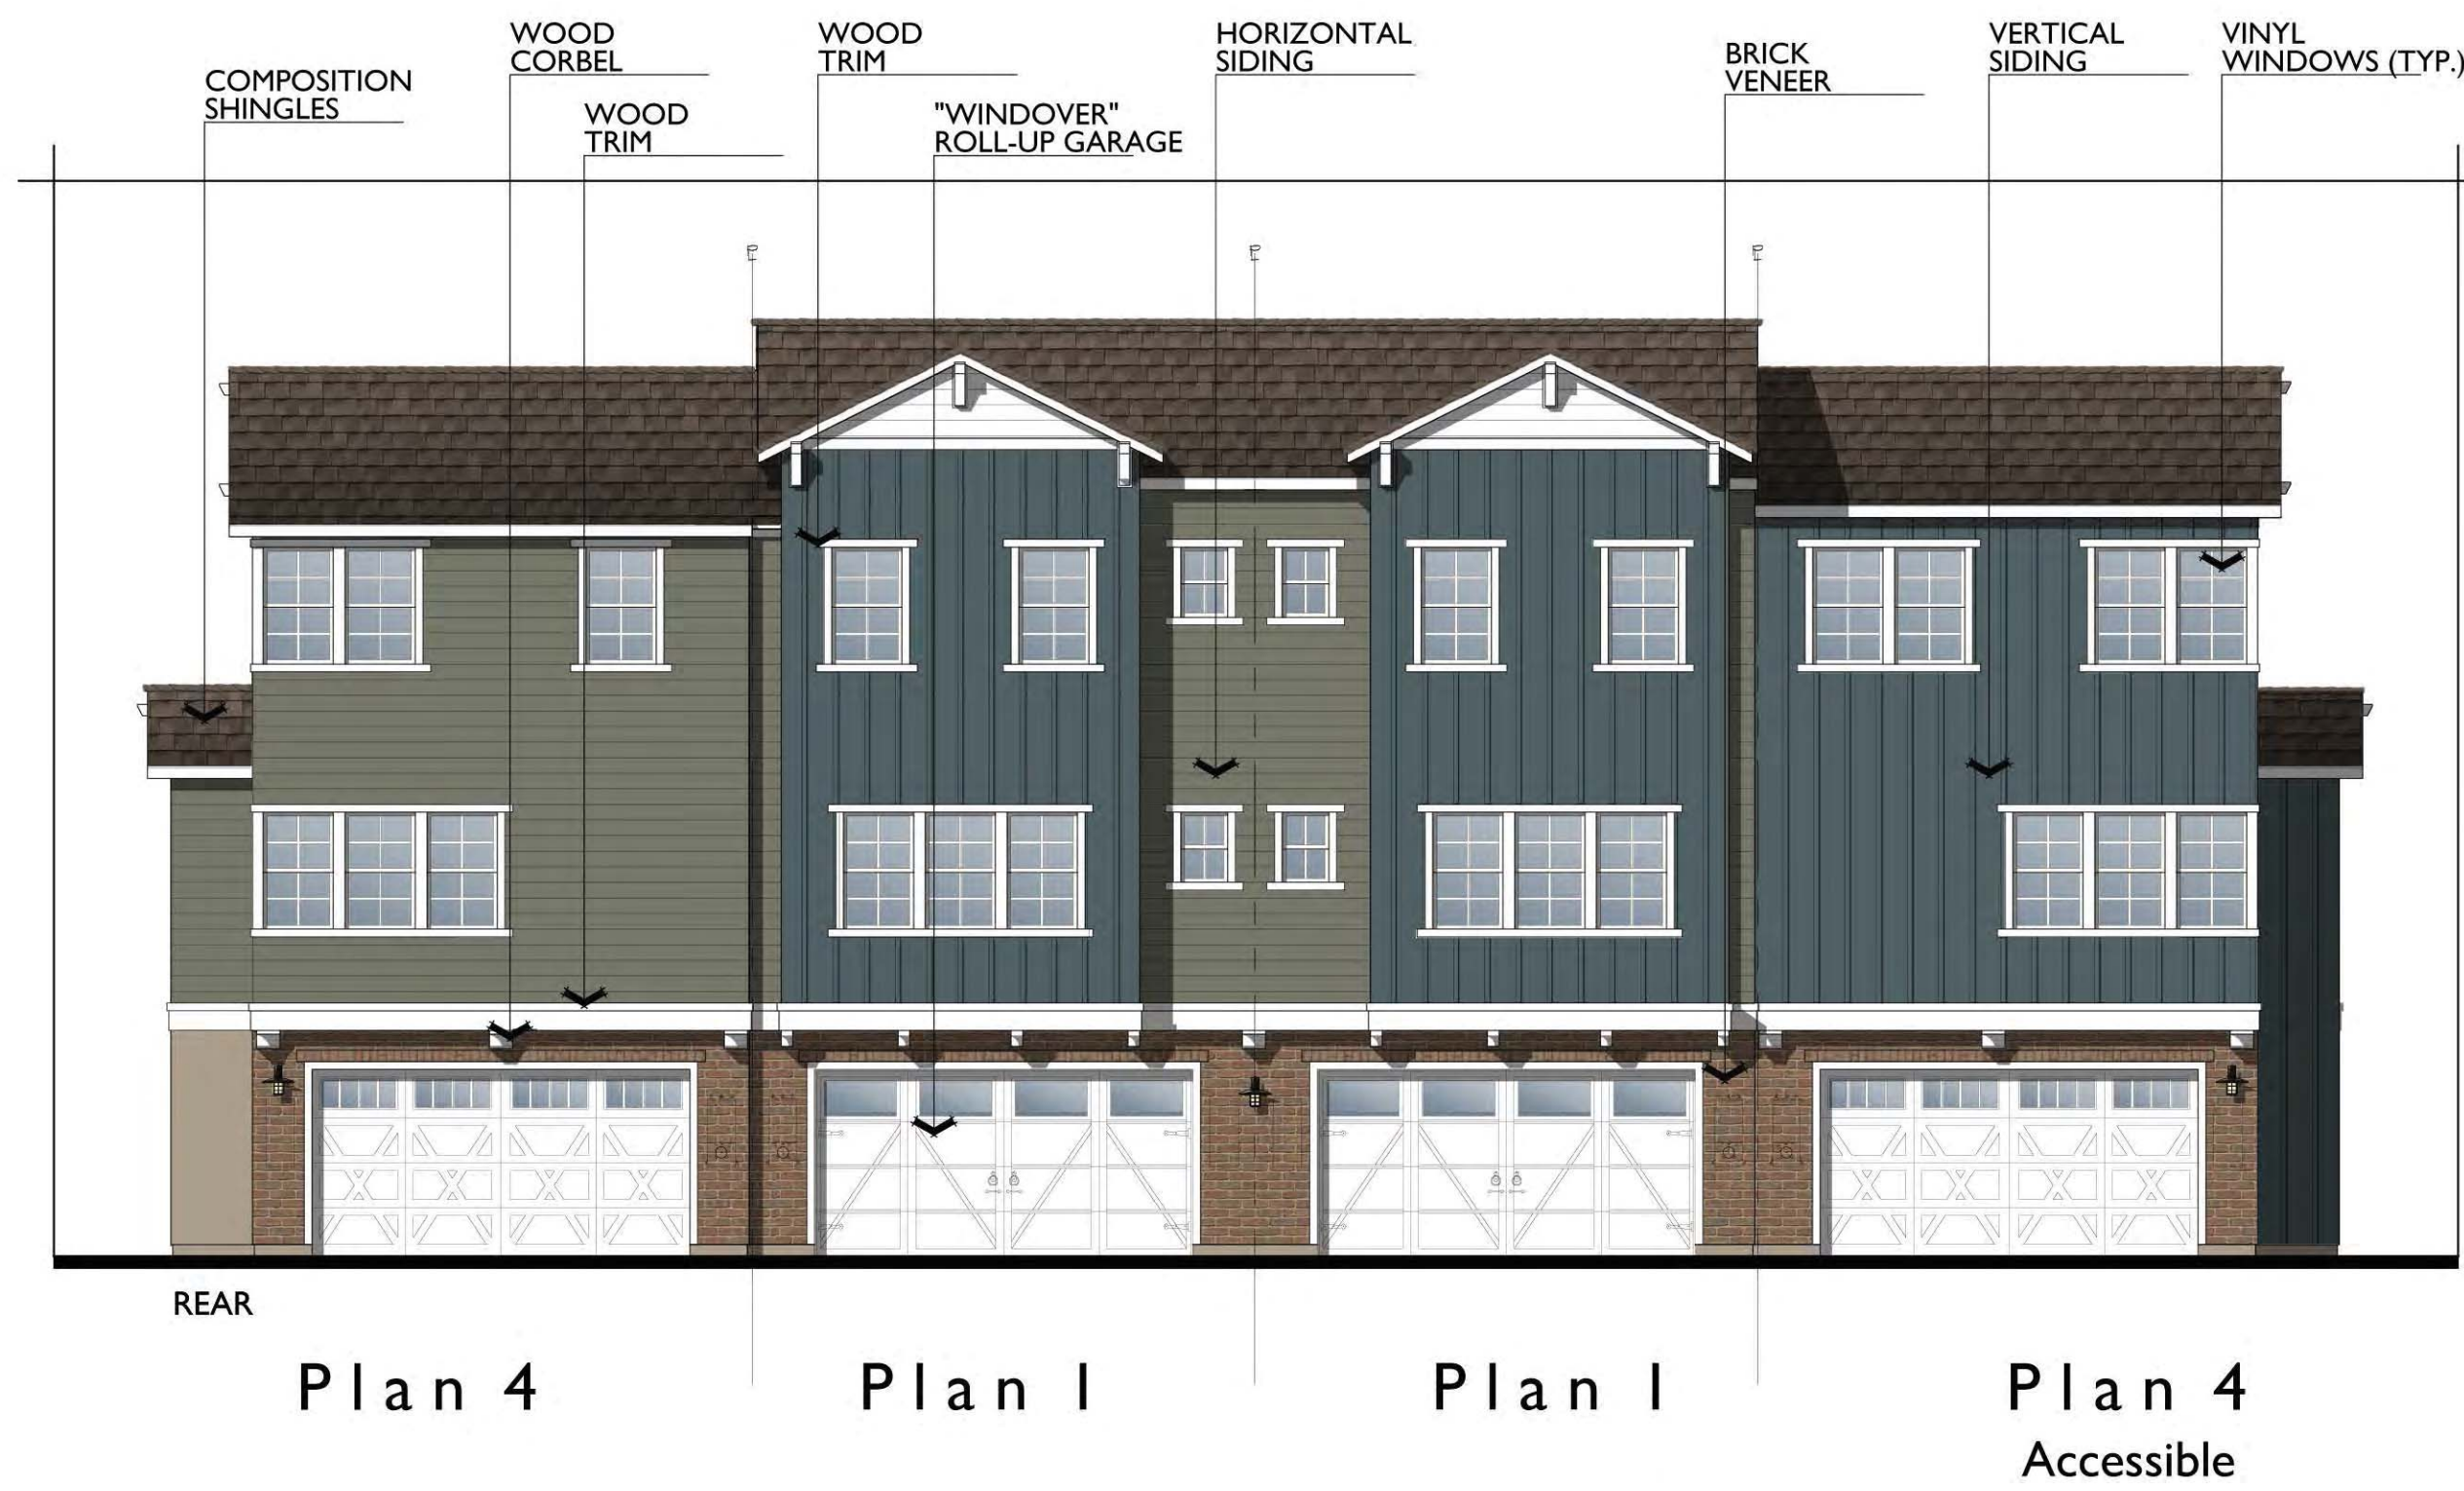 WOOD
CORBEL
WOOD
TRIM
HORIZONTAL
SIDING
BRICK
VENEER
VERTICAL
SIDING
VINYL
WINDOWS (TYP.)
COMPOSITION
SHINGLES
WOOD
TRIM
"WINDOVER"
ROLL-UP GARAGE
REAR
Plan 4
Plan 1
Plan 1
Plan 4
Accessible